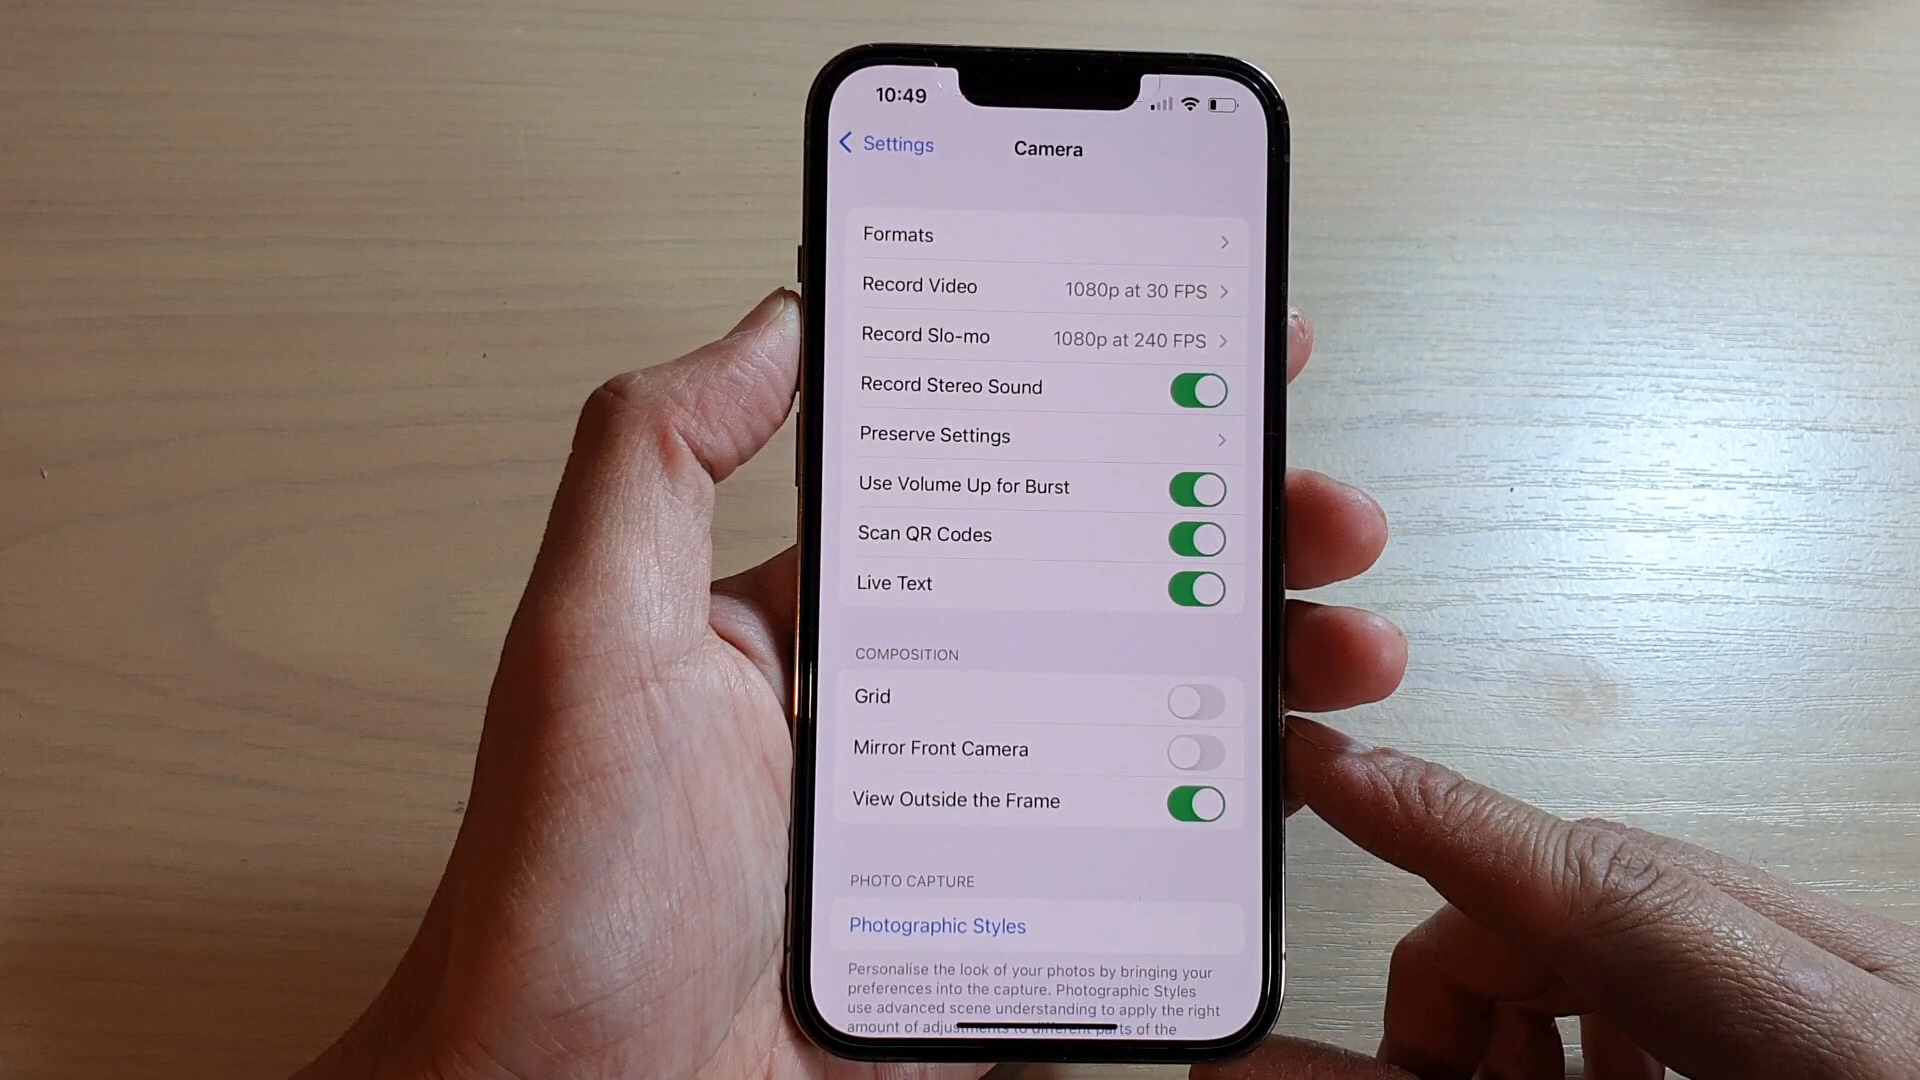 10:49
Settings
Camera
Formats
Record Video 1080p at 30 FPS
Record Slo-mo 1080p at 240 FPS
Record Stereo Sound
Preserve Settings
Use Volume Up for Burst
Scan QR Codes
Live Text
COMPOSITION
Grid
Mirror Front Camera
View Outside the Frame
PHOTO CAPTURE
Photographic Styles
Personalise the look of your photos by bringing your
preferences into the capture. Photographic Styles
use advanced scene understanding to apply the right
amount of adjustments to different parts of the